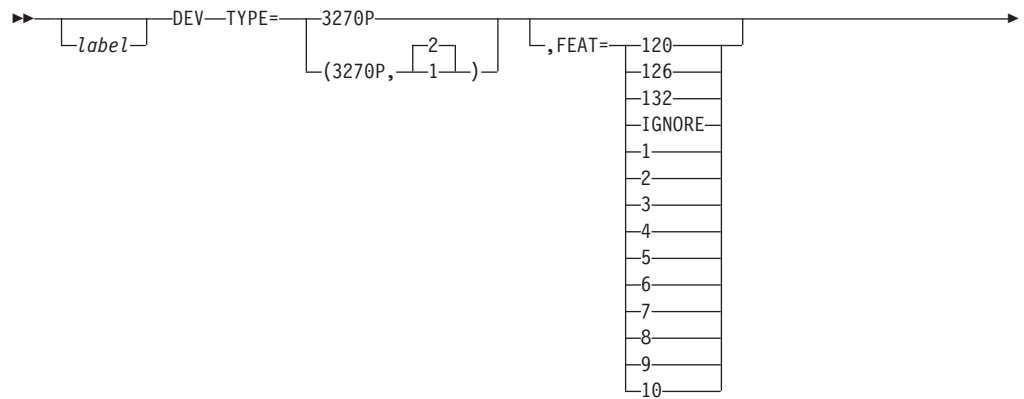 DEV TYPE= 3270P ,FEAT= 120
label 2
(3270P, 1 ) 126
132
IGNORE
1
2
3
4
5
6
7
8
9
10